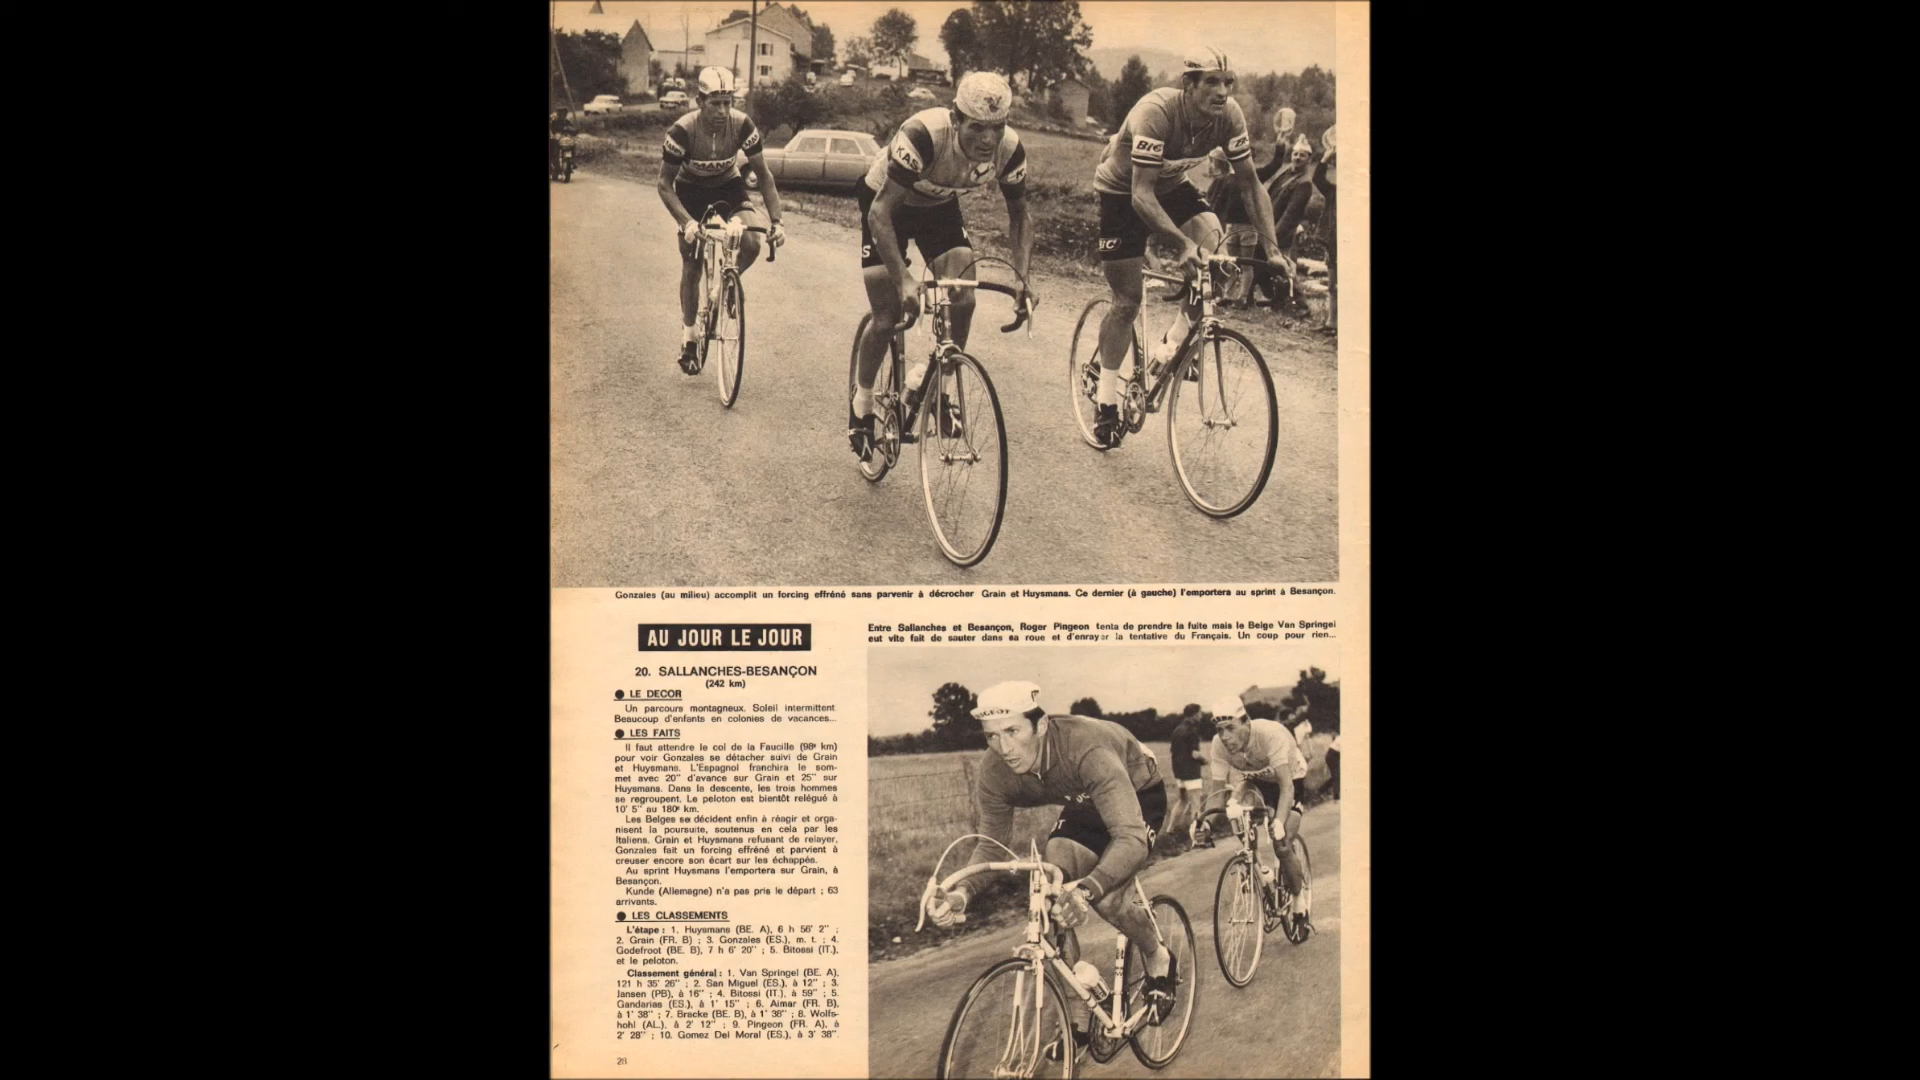 MANN
KAS
KAS
BIC
BIC
Gonzales (au milieu) accomplit un forcing effréné sans parvenir à décrocher Grain et Huysmans. Ce dernier (à gauche) l'emportera au sprint à Besançon.
AU JOUR LE JOUR
20. SALLANCHES-BESANÇON
(242 km)
● LE DECOR
Un parcours montagneux. Soleil intermittent.
Beaucoup d'enfants en colonies de vacances...
● LES FAITS
Il faut attendre le col de la Faucille (98e km)
pour voir Gonzales se détacher suivi de Grain
et Huysmans. L'Espagnol franchira le som-
met avec 20'' d'avance sur Grain et 25'' sur
Huysmans. Dans la descente, les trois hommes
se regroupent. Le peloton est bientôt relégué à
10' 5'' au 180e km.
Les Belges se décident enfin à réagir et orga-
nisent la poursuite, soutenus en cela par les
Italiens. Grain et Huysmans refusant de relayer,
Gonzales fait un forcing effréné et parvient à
creuser encore son écart sur les échappés.
Au sprint Huysmans l'emportera sur Grain, à
Besançon.
Kunde (Allemagne) n'a pas pris le départ ; 63
arrivants.
● LES CLASSEMENTS
L'étape : 1. Huysmans (BE. A), 6 h 56' 2'' ;
2. Grain (FR. B) ; 3. Gonzales (ES.), m. t. ; 4.
Godefroot (BE. B), 7 h 6' 20'' ; 5. Bitossi (IT.),
et le peloton.
Classement général : 1. Van Springel (BE. A),
121 h 35' 26'' ; 2. San Miguel (ES.), à 12'' ; 3.
Jansen (PB), à 16'' ; 4. Bitossi (IT.), à 59'' ; 5.
Gandarias (ES.), à 1' 15'' ; 6. Aimar (FR. B),
à 1' 38'' ; 7. Bracke (BE. B), à 1' 38'' ; 8. Wolfs-
hohl (AL.), à 2' 12'' ; 9. Pingeon (FR. A), à
2' 28'' ; 10. Gomez Del Moral (ES.), à 3' 38''.
28
Entre Sallanches et Besançon, Roger Pingeon tenta de prendre la fuite mais le Belge Van Springel
eut vite fait de sauter dans sa roue et d'enrayer la tentative du Français. Un coup pour rien...
PEUGEOT